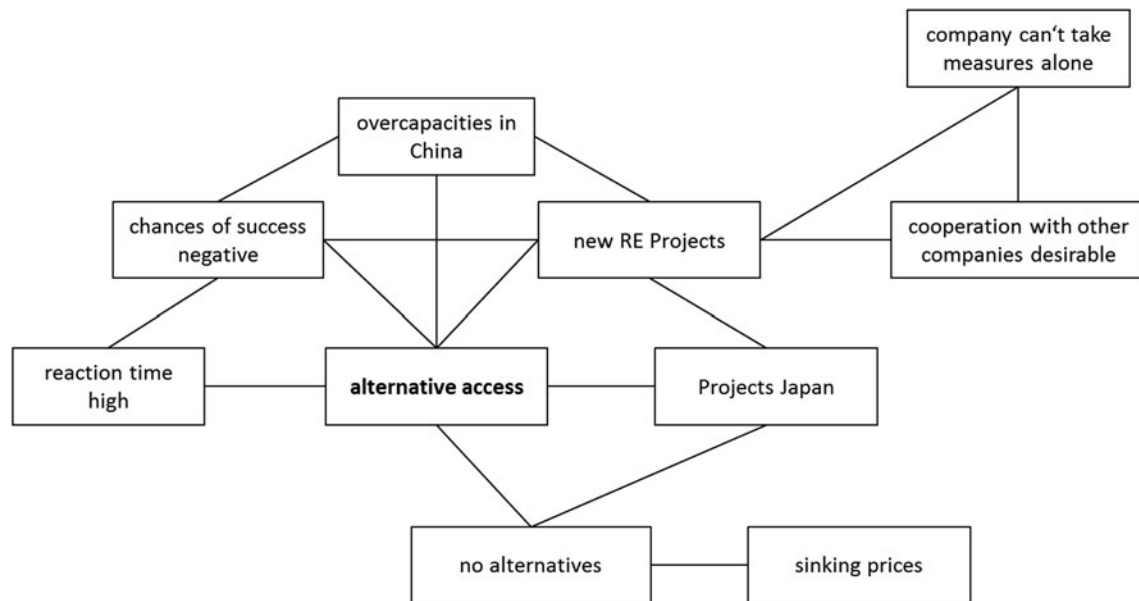 company can‘t take
measures alone
overcapacities in
China
chances of success
negative
new RE Projects
cooperation with other
companies desirable
reaction time
high
alternative access
Projects Japan
no alternatives
sinking prices